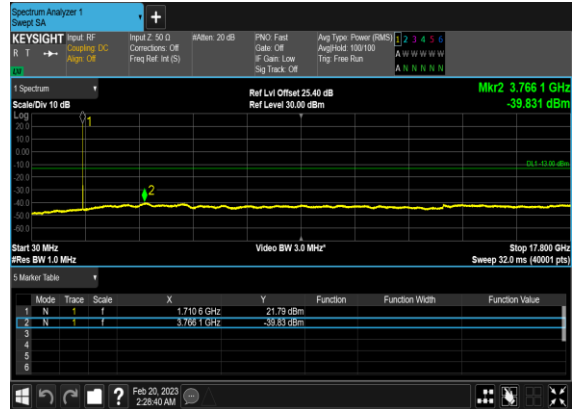 Spectrum Analyzer 1
Swept SA
+
KEYSIGHT Input: RF Input Z: 50 Ω #Atten: 20 dB PNO: Fast Avg Type: Power (RMS) 1 2 3 4 5 6
R T Coupling: DC Corrections: Off Gate: Off Avg|Hold: 100/100 A W W W W W
Align: Off Freq Ref: Int (S) IF Gain: Low Trig: Free Run
Sig Track: Off A N N N N N
1 Spectrum Ref Lvl Offset 25.40 dB Mkr2 3.766 1 GHz
Scale/Div 10 dB Ref Level 30.00 dBm -39.831 dBm
Log
1
20.0
10.0
0.00
-10.0
DL1 -13.00 dBm
-20.0
-30.0
2
-40.0
-50.0
-60.0
Start 30 MHz Video BW 3.0 MHz* Stop 17.800 GHz
#Res BW 1.0 MHz Sweep 32.0 ms (40001 pts)
5 Marker Table
Mode Trace Scale X Y Function Function Width Function Value
1 N 1 f 1.710 6 GHz 21.79 dBm
2 N 1 f 3.766 1 GHz -39.83 dBm
3
4
5
6
? Feb 20, 2023
2:28:40 AM